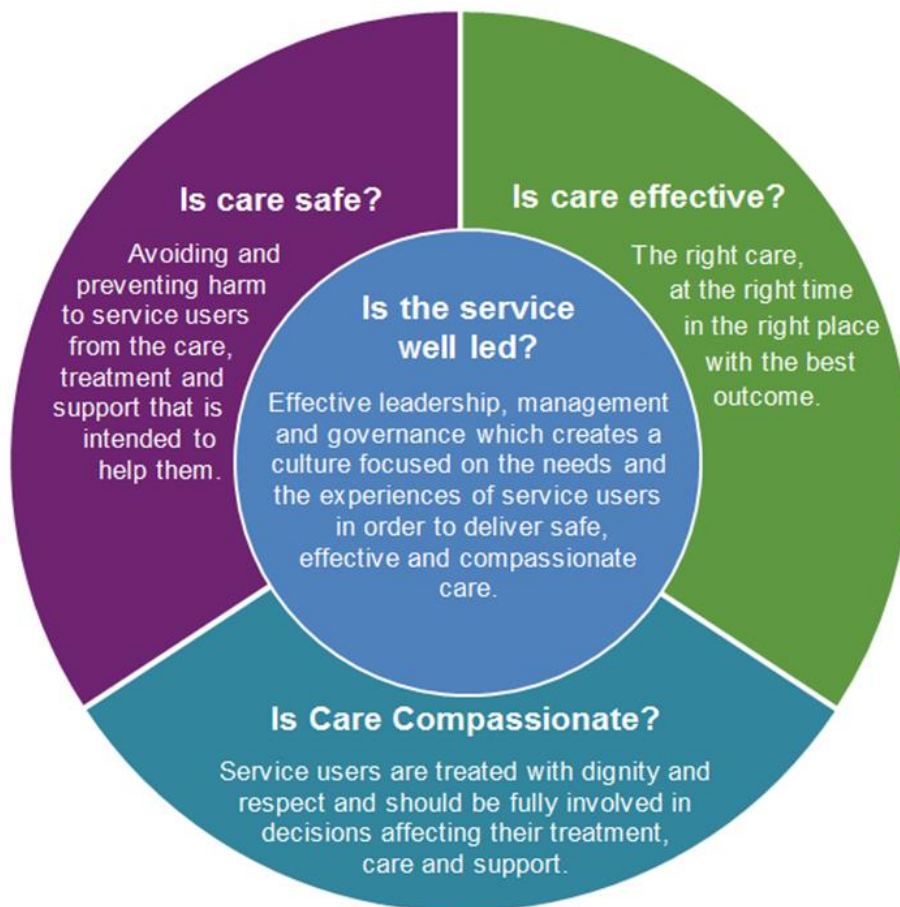 Is care safe?
Avoiding and
preventing harm
to service users
from the care,
treatment and
support that is
intended to
help them.
Is care effective?
The right care,
at the right time
in the right place
with the best
outcome.
Is the service
well led?
Effective leadership, management
and governance which creates a
culture focused on the needs and
the experiences of service users
in order to deliver safe,
effective and compassionate
care.
Is Care Compassionate?
Service users are treated with dignity and
respect and should be fully involved in
decisions affecting their treatment,
care and support.